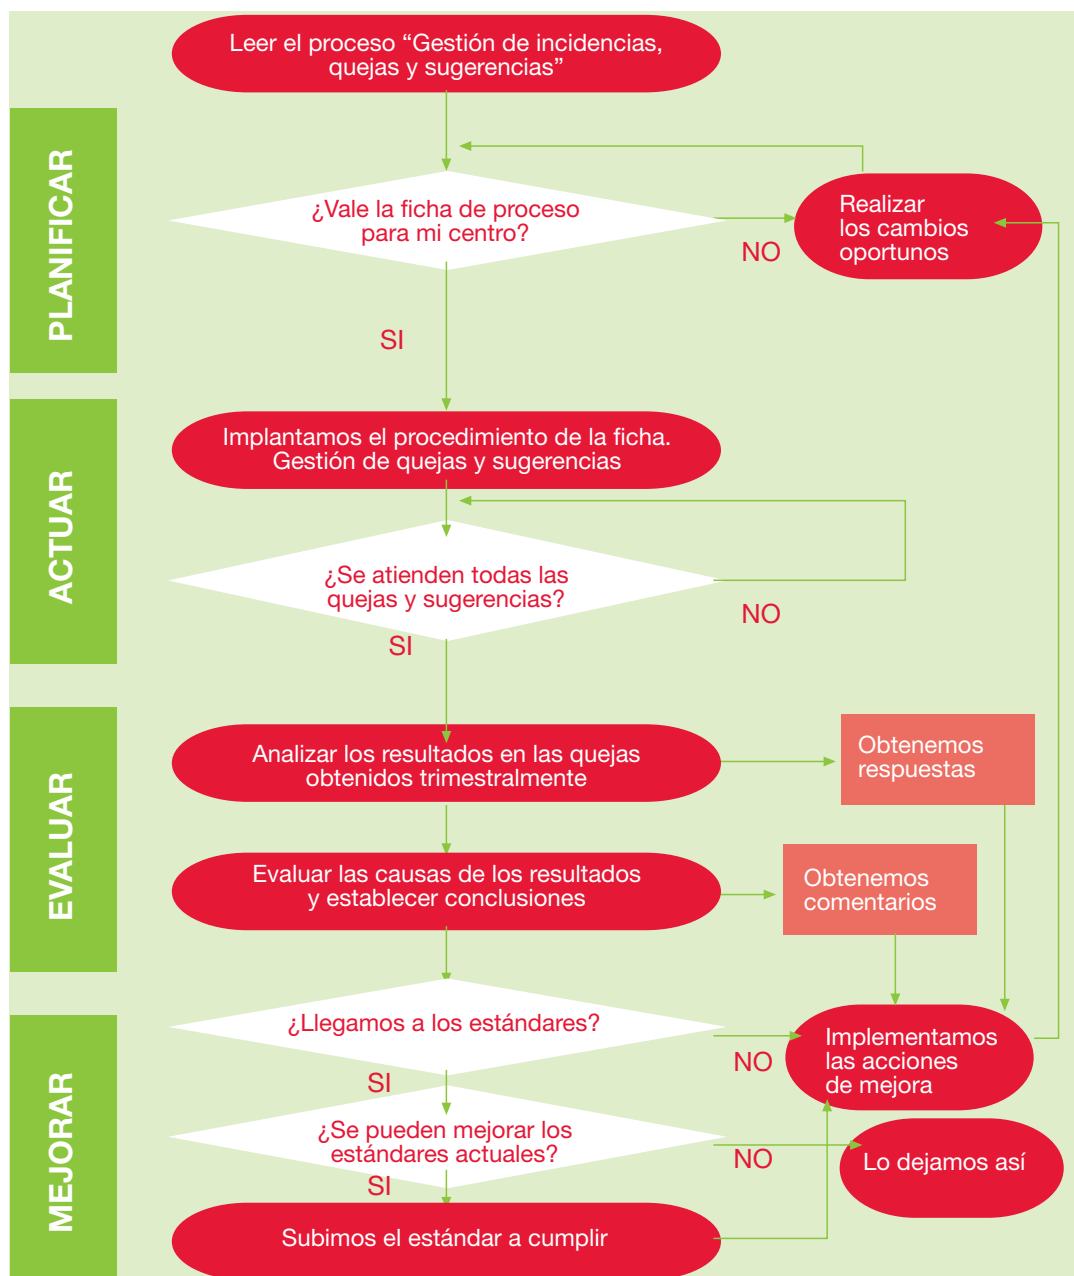 Leer el proceso “Gestión de incidencias,
quejas y sugerencias”
PLANIFICAR
¿Vale la ficha de proceso
para mi centro?
NO
Realizar
los cambios
oportunos
SI
ACTUAR
Implantamos el procedimiento de la ficha.
Gestión de quejas y sugerencias
¿Se atienden todas las
quejas y sugerencias?
NO
SI
EVALUAR
Analizar los resultados en las quejas
obtenidos trimestralmente
Obtenemos
respuestas
Evaluar las causas de los resultados
y establecer conclusiones
Obtenemos
comentarios
MEJORAR
¿Llegamos a los estándares?
NO
Implementamos
las acciones
de mejora
SI
¿Se pueden mejorar los
estándares actuales?
NO
Lo dejamos así
SI
Subimos el estándar a cumplir